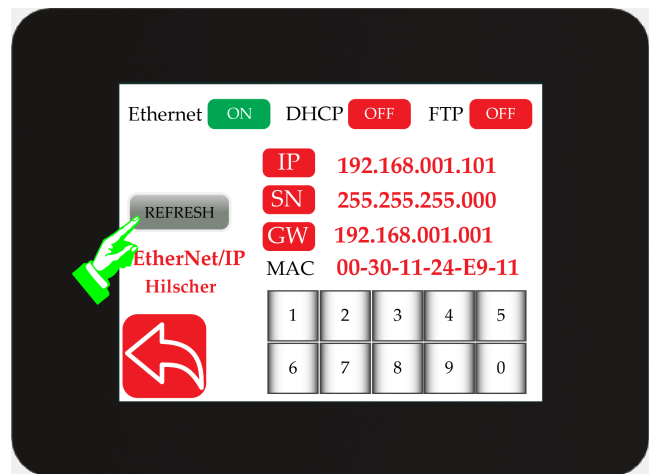 Ethernet ON DHCP OFF FTP OFF
IP 192.168.001.101
SN 255.255.255.000
REFRESH
GW 192.168.001.001
EtherNet/IP
MAC 00-30-11-24-E9-11
Hilscher
1 2 3 4 5
6 7 8 9 0